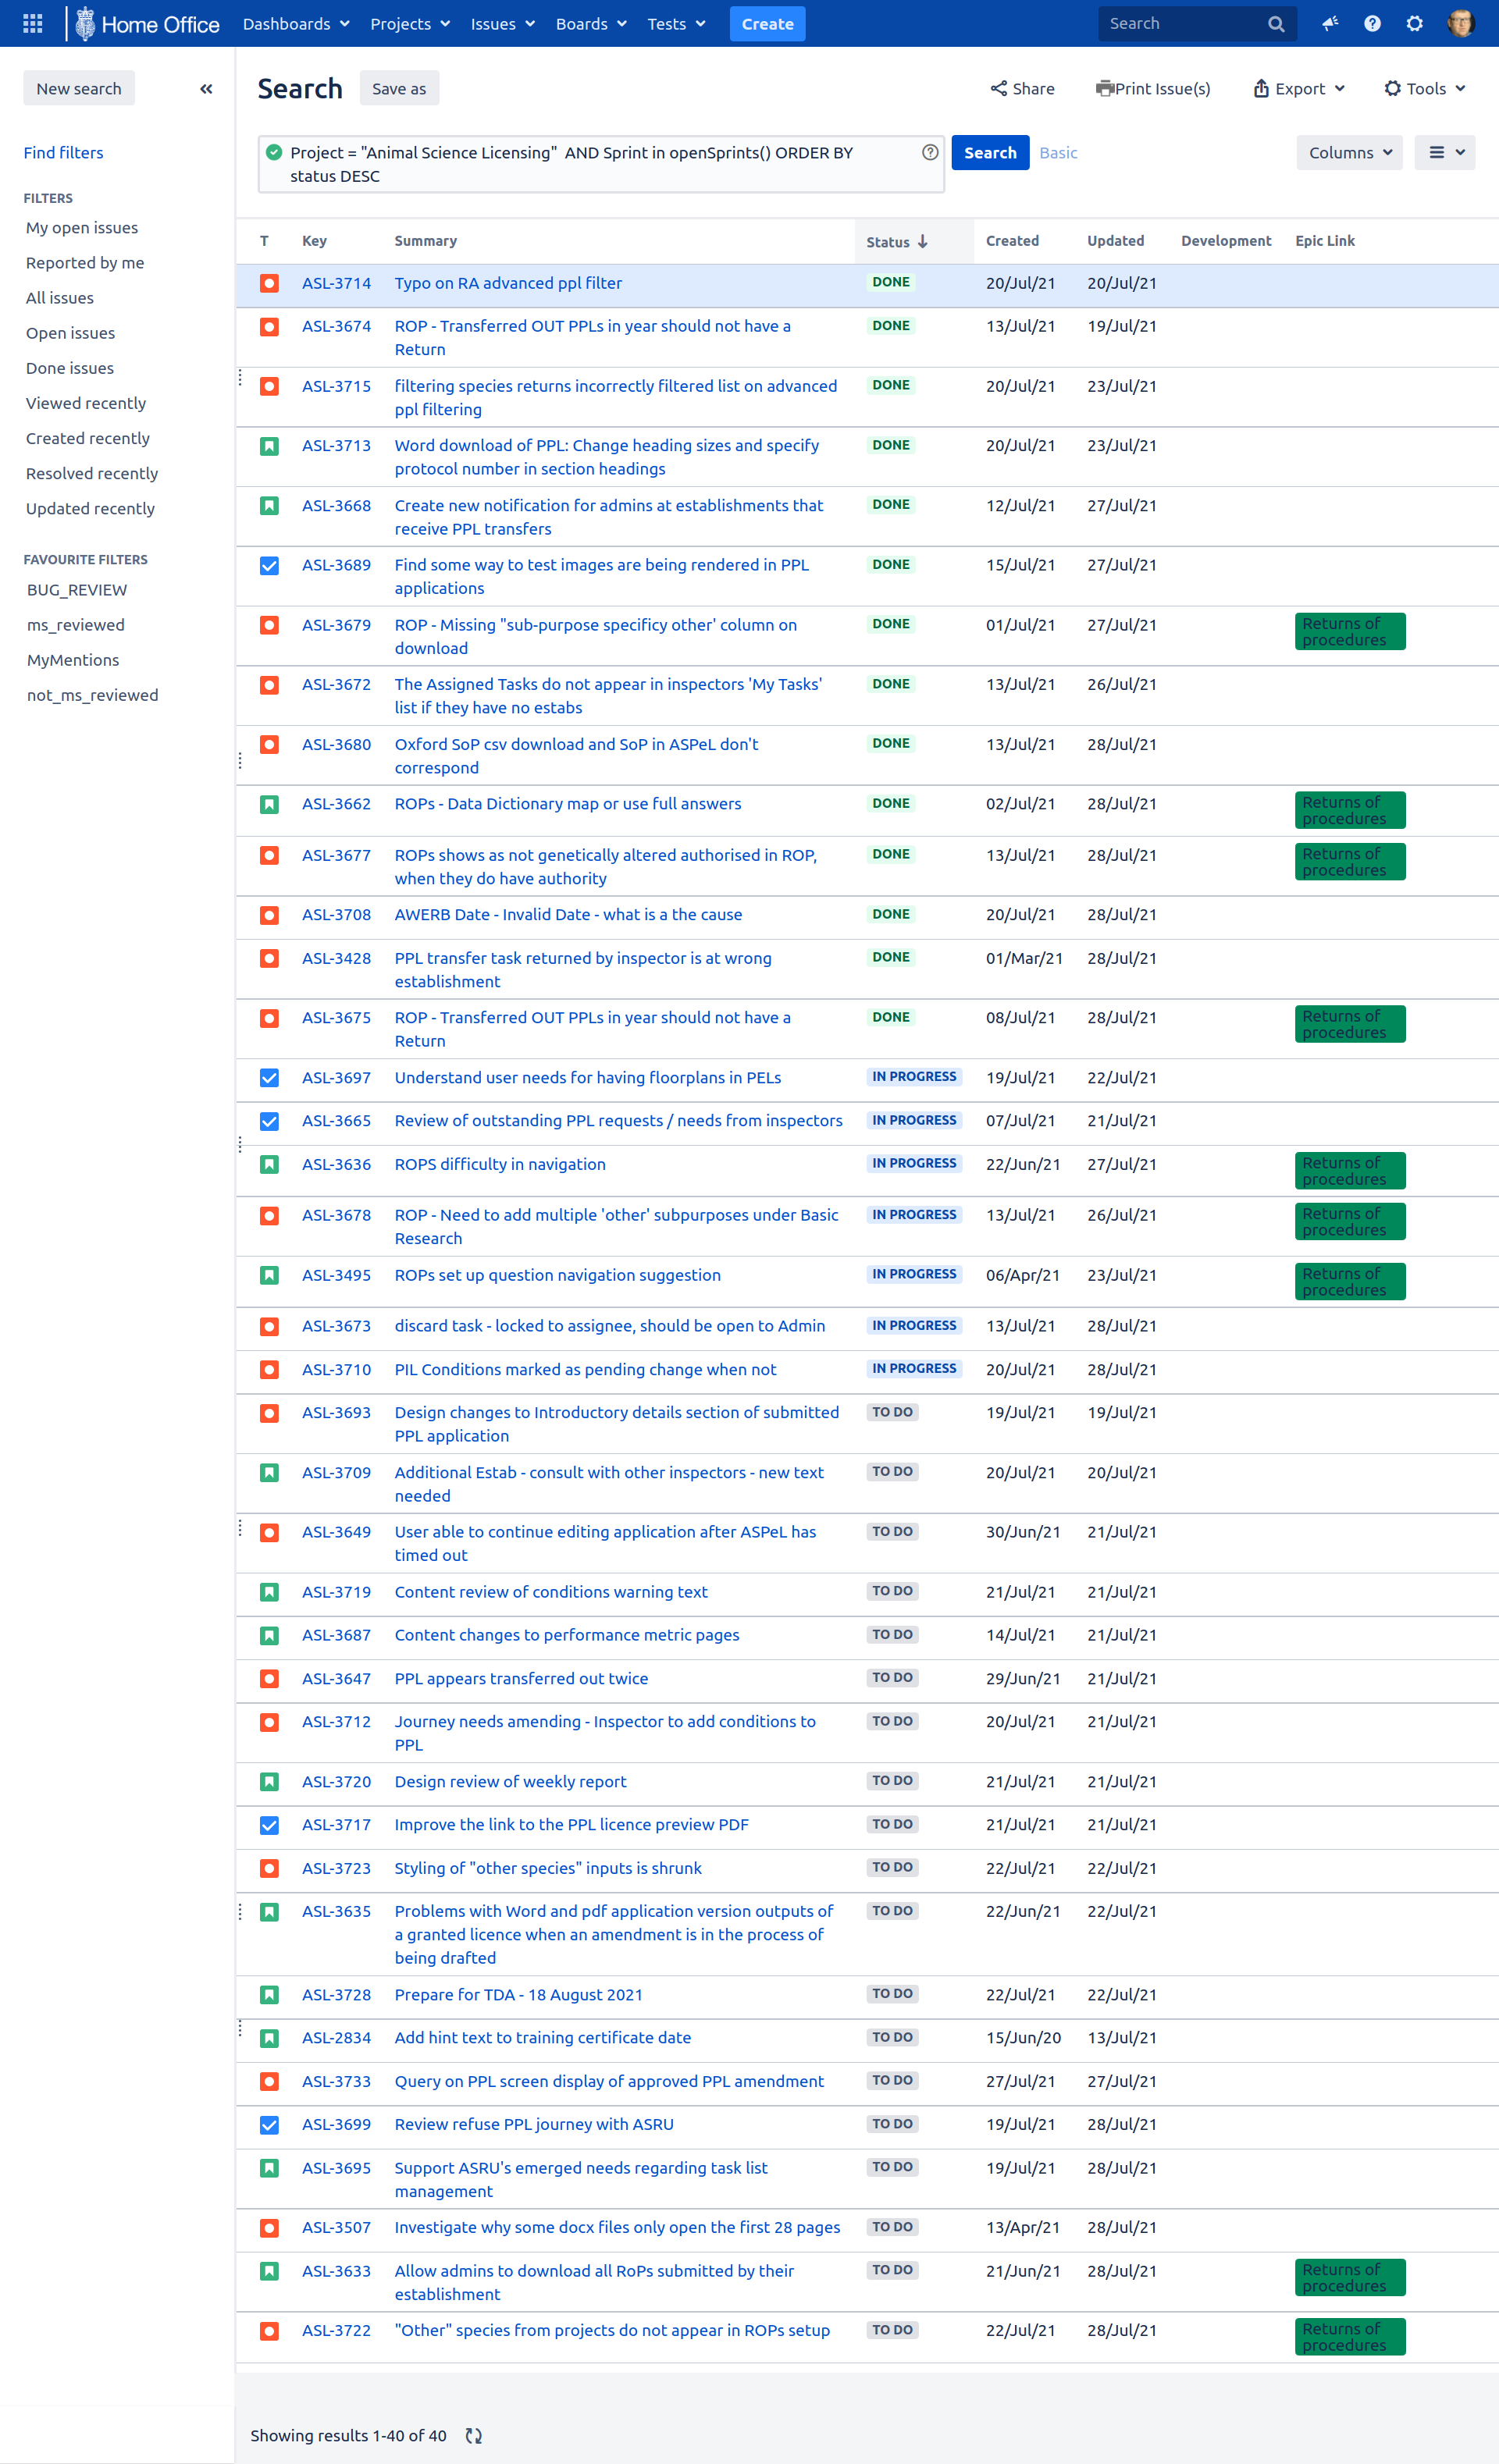 Home Office
Dashboards Projects Issues Boards Tests Create Search
New search
Find filters
FILTERS
My open issues
Reported by me
All issues
Open issues
Done issues
Viewed recently
Created recently
Resolved recently
Updated recently
FAVOURITE FILTERS
BUG_REVIEW
ms_reviewed
MyMentions
not_ms_reviewed
Search Save as Share Print Issue(s) Export Tools
Project = "Animal Science Licensing" AND Sprint in openSprints() ORDER BY
status DESC
Search Basic Columns
T Key Summary Status Created Updated Development Epic Link
ASL-3714 Typo on RA advanced ppl filter DONE 20/Jul/21 20/Jul/21
ASL-3674 ROP - Transferred OUT PPLs in year should not have a DONE 13/Jul/21 19/Jul/21
Return
ASL-3715 filtering species returns incorrectly filtered list on advanced DONE 20/Jul/21 23/Jul/21
ppl filtering
ASL-3713 Word download of PPL: Change heading sizes and specify DONE 20/Jul/21 23/Jul/21
protocol number in section headings
ASL-3668 Create new notification for admins at establishments that DONE 12/Jul/21 27/Jul/21
receive PPL transfers
ASL-3689 Find some way to test images are being rendered in PPL DONE 15/Jul/21 27/Jul/21
applications
ASL-3679 ROP - Missing "sub-purpose specificy other' column on DONE 01/Jul/21 27/Jul/21 Returns of
download procedures
ASL-3672 The Assigned Tasks do not appear in inspectors 'My Tasks' DONE 13/Jul/21 26/Jul/21
list if they have no estabs
ASL-3680 Oxford SoP csv download and SoP in ASPeL don't DONE 13/Jul/21 28/Jul/21
correspond
ASL-3662 ROPs - Data Dictionary map or use full answers DONE 02/Jul/21 28/Jul/21 Returns of
procedures
ASL-3677 ROPs shows as not genetically altered authorised in ROP, DONE 13/Jul/21 28/Jul/21 Returns of
when they do have authority procedures
ASL-3708 AWERB Date - Invalid Date - what is a the cause DONE 20/Jul/21 28/Jul/21
ASL-3428 PPL transfer task returned by inspector is at wrong DONE 01/Mar/21 28/Jul/21
establishment
ASL-3675 ROP - Transferred OUT PPLs in year should not have a DONE 08/Jul/21 28/Jul/21 Returns of
Return procedures
ASL-3697 Understand user needs for having floorplans in PELs IN PROGRESS 19/Jul/21 22/Jul/21
ASL-3665 Review of outstanding PPL requests / needs from inspectors IN PROGRESS 07/Jul/21 21/Jul/21
ASL-3636 ROPS difficulty in navigation IN PROGRESS 22/Jun/21 27/Jul/21 Returns of
procedures
ASL-3678 ROP - Need to add multiple 'other' subpurposes under Basic IN PROGRESS 13/Jul/21 26/Jul/21 Returns of
Research procedures
ASL-3495 ROPs set up question navigation suggestion IN PROGRESS 06/Apr/21 23/Jul/21 Returns of
procedures
ASL-3673 discard task - locked to assignee, should be open to Admin IN PROGRESS 13/Jul/21 28/Jul/21
ASL-3710 PIL Conditions marked as pending change when not IN PROGRESS 20/Jul/21 28/Jul/21
ASL-3693 Design changes to Introductory details section of submitted TO DO 19/Jul/21 19/Jul/21
PPL application
ASL-3709 Additional Estab - consult with other inspectors - new text TO DO 20/Jul/21 20/Jul/21
needed
ASL-3649 User able to continue editing application after ASPeL has TO DO 30/Jun/21 21/Jul/21
timed out
ASL-3719 Content review of conditions warning text TO DO 21/Jul/21 21/Jul/21
ASL-3687 Content changes to performance metric pages TO DO 14/Jul/21 21/Jul/21
ASL-3647 PPL appears transferred out twice TO DO 29/Jun/21 21/Jul/21
ASL-3712 Journey needs amending - Inspector to add conditions to TO DO 20/Jul/21 21/Jul/21
PPL
ASL-3720 Design review of weekly report TO DO 21/Jul/21 21/Jul/21
ASL-3717 Improve the link to the PPL licence preview PDF TO DO 21/Jul/21 21/Jul/21
ASL-3723 Styling of "other species" inputs is shrunk TO DO 22/Jul/21 22/Jul/21
ASL-3635 Problems with Word and pdf application version outputs of TO DO 22/Jun/21 22/Jul/21
a granted licence when an amendment is in the process of
being drafted
ASL-3728 Prepare for TDA - 18 August 2021 TO DO 22/Jul/21 22/Jul/21
ASL-2834 Add hint text to training certificate date TO DO 15/Jun/20 13/Jul/21
ASL-3733 Query on PPL screen display of approved PPL amendment TO DO 27/Jul/21 27/Jul/21
ASL-3699 Review refuse PPL journey with ASRU TO DO 19/Jul/21 28/Jul/21
ASL-3695 Support ASRU's emerged needs regarding task list TO DO 19/Jul/21 28/Jul/21
management
ASL-3507 Investigate why some docx files only open the first 28 pages TO DO 13/Apr/21 28/Jul/21
ASL-3633 Allow admins to download all RoPs submitted by their TO DO 21/Jun/21 28/Jul/21 Returns of
establishment procedures
ASL-3722 "Other" species from projects do not appear in ROPs setup TO DO 22/Jul/21 28/Jul/21 Returns of
procedures
Showing results 1-40 of 40